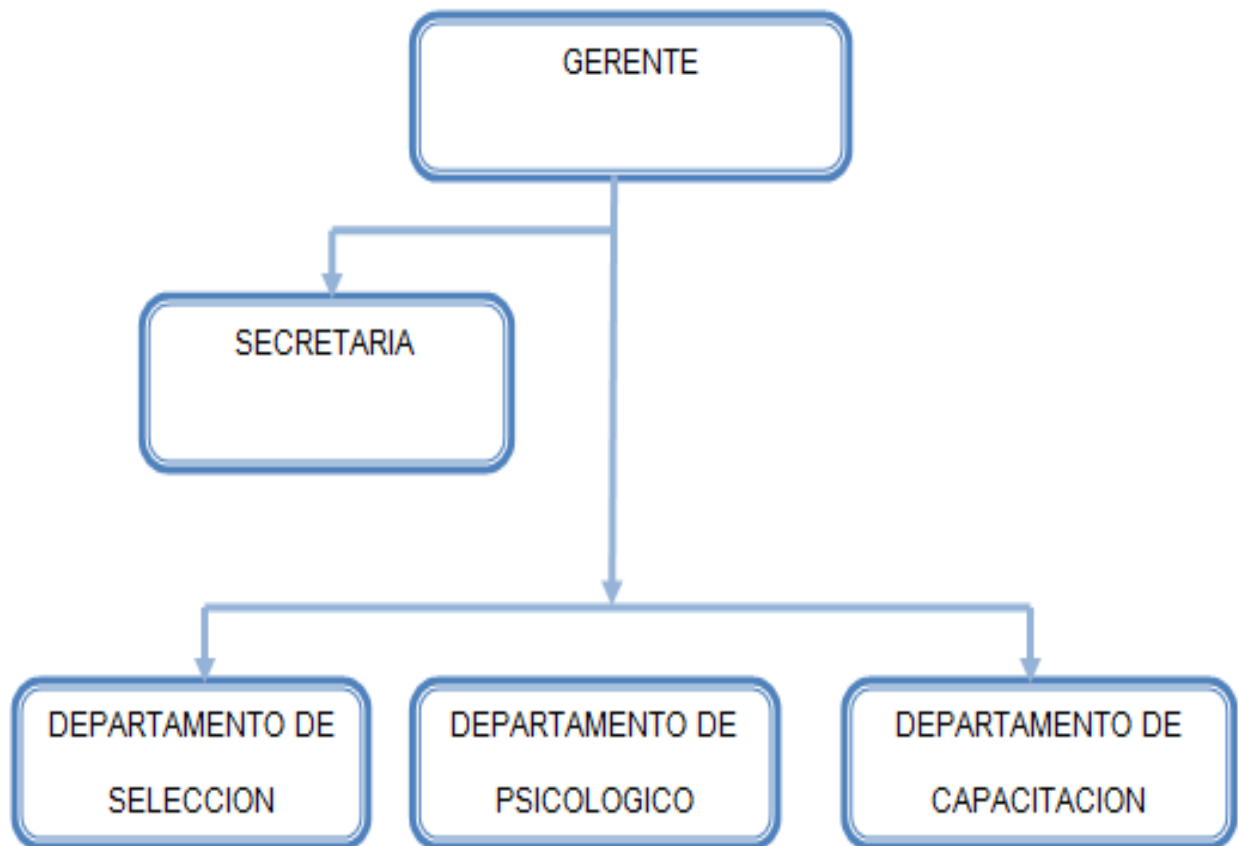 GERENTE
SECRETARIA
DEPARTAMENTO DE
SELECCION
DEPARTAMENTO DE
PSICOLOGICO
DEPARTAMENTO DE
CAPACITACION